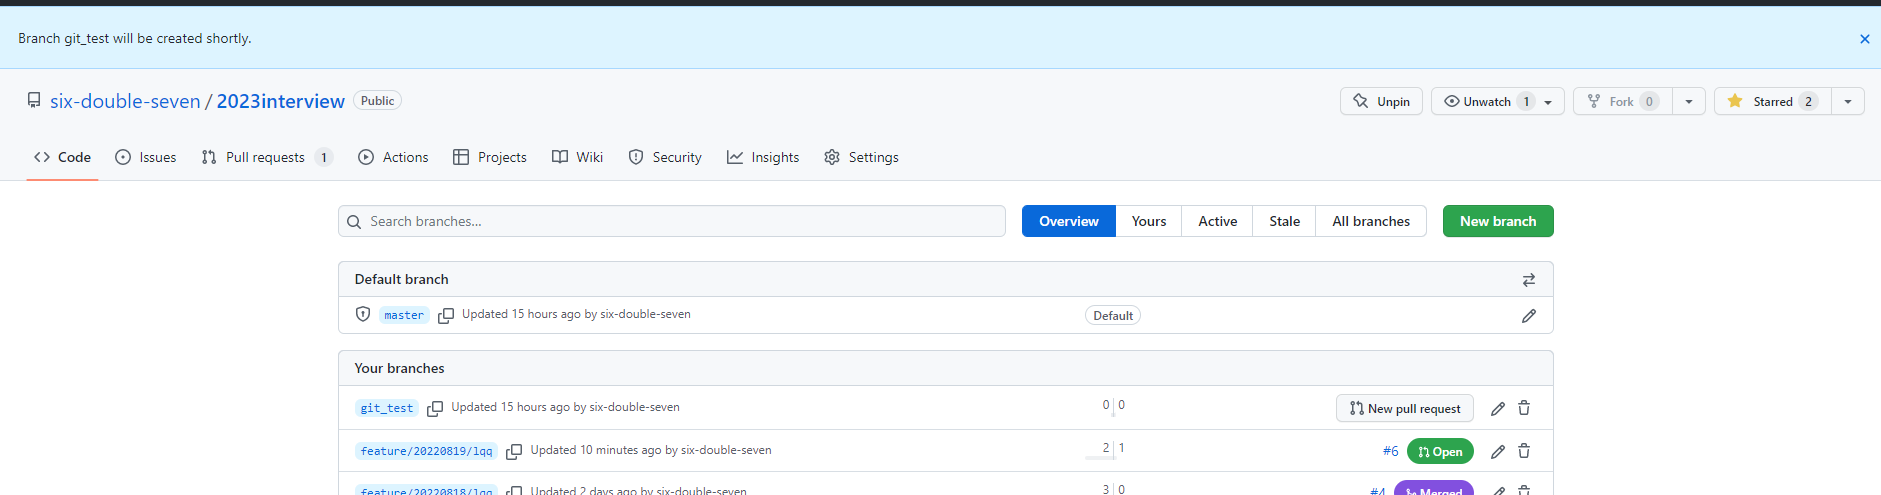 Branch git_test will be created shortly.
six-double-seven / 2023interview Public
Unpin Unwatch 1 Fork 0 Starred 2
Code Issues Pull requests 1 Actions Projects Wiki Security Insights Settings
Search branches... Overview Yours Active Stale All branches New branch
Default branch
master Updated 15 hours ago by six-double-seven Default
Your branches
git_test Updated 15 hours ago by six-double-seven 0 0 New pull request
feature/20220819/lqq Updated 10 minutes ago by six-double-seven 2 1 #6 Open
feature/20220818/lqq Updated 2 days ago by six-double-seven 3 0 #4 Merged